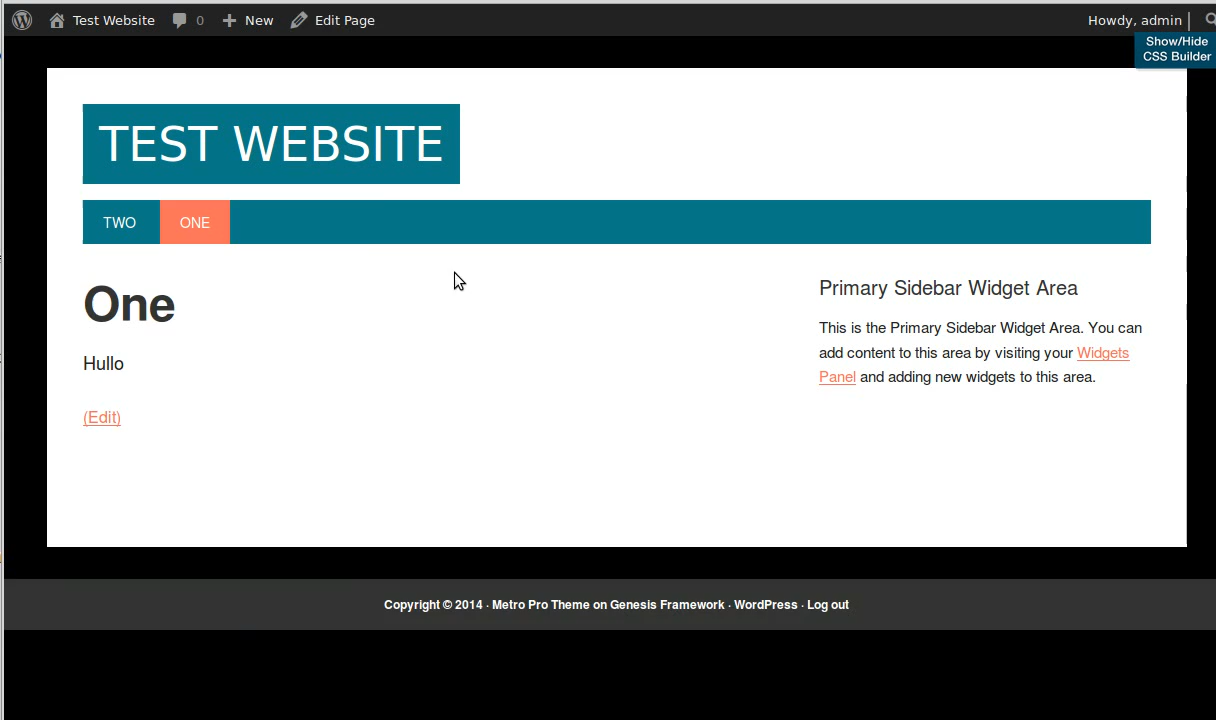 Test Website 0 New Edit Page Howdy, admin
Show/Hide
CSS Builder
TEST WEBSITE
TWO ONE
One
Hullo
(Edit)
Primary Sidebar Widget Area
This is the Primary Sidebar Widget Area. You can
add content to this area by visiting your Widgets
Panel and adding new widgets to this area.
Copyright © 2014 · Metro Pro Theme on Genesis Framework · WordPress · Log out